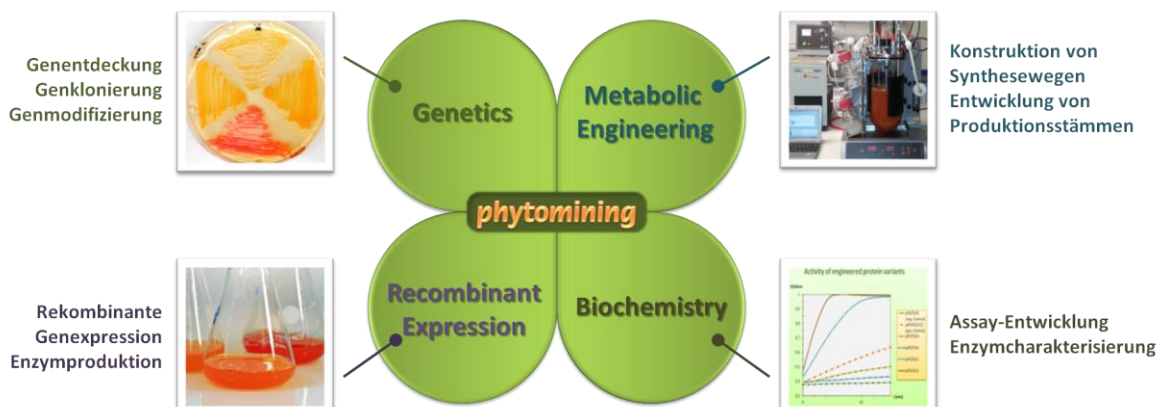 Genentdeckung
Genklonierung
Genmodifizierung
Genetics
Metabolic
Engineering
Konstruktion von
Synthesewegen
Entwicklung von
Produktionsstämmen
phytomining
Rekombinante
Genexpression
Enzymproduktion
Recombinant
Expression
Biochemistry
Activity of engineered protein variants
Assay-Entwicklung
Enzymcharakterisierung